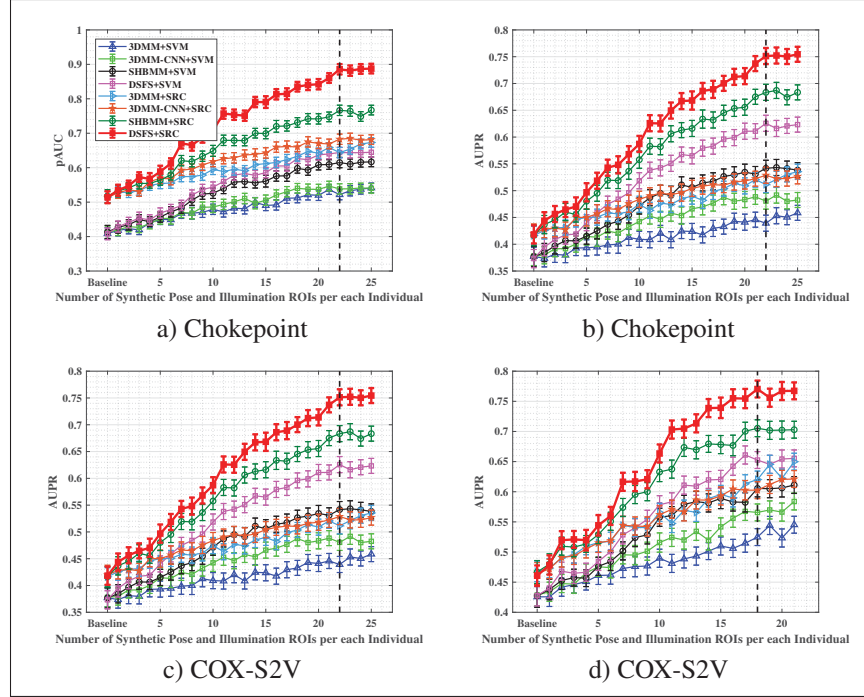 1
0.9
0.8
0.7
0.6
0.5
0.4
0.3
pAUC
3DMM+SVM
3DMM-CNN+SVM
SHBMM+SVM
DSFS+SVM
3DMM+SRC
3DMM-CNN+SRC
SHBMM+SRC
DSFS+SRC
Baseline 5 10 15 20 25
Number of Synthetic Pose and Illumination ROIs per each Individual
a) Chokepoint
0.8
0.75
0.7
0.65
0.6
0.55
0.5
0.45
0.4
0.35
AUPR
Baseline 5 10 15 20 25
Number of Synthetic Pose and Illumination ROIs per each Individual
b) Chokepoint
0.8
0.75
0.7
0.65
0.6
0.55
0.5
0.45
0.4
0.35
AUPR
Baseline 5 10 15 20 25
Number of Synthetic Pose and Illumination ROIs per each Individual
c) COX-S2V
0.8
0.75
0.7
0.65
0.6
0.55
0.5
0.45
0.4
AUPR
Baseline 5 10 15 20
Number of Synthetic Pose and Illumination ROIs per each Individual
d) COX-S2V